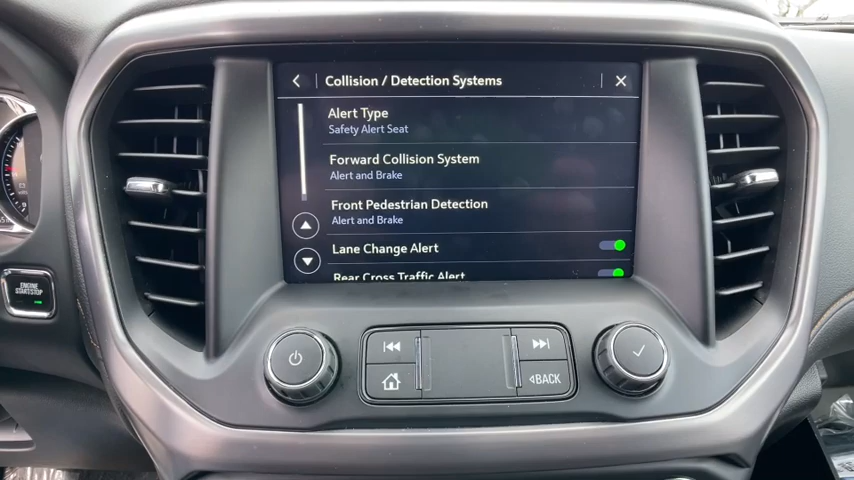 Collision / Detection Systems
Alert Type
Safety Alert Seat
Forward Collision System
Alert and Brake
Front Pedestrian Detection
Alert and Brake
Lane Change Alert
Rear Cross Traffic Alert
ENGINE
START/STOP
BACK